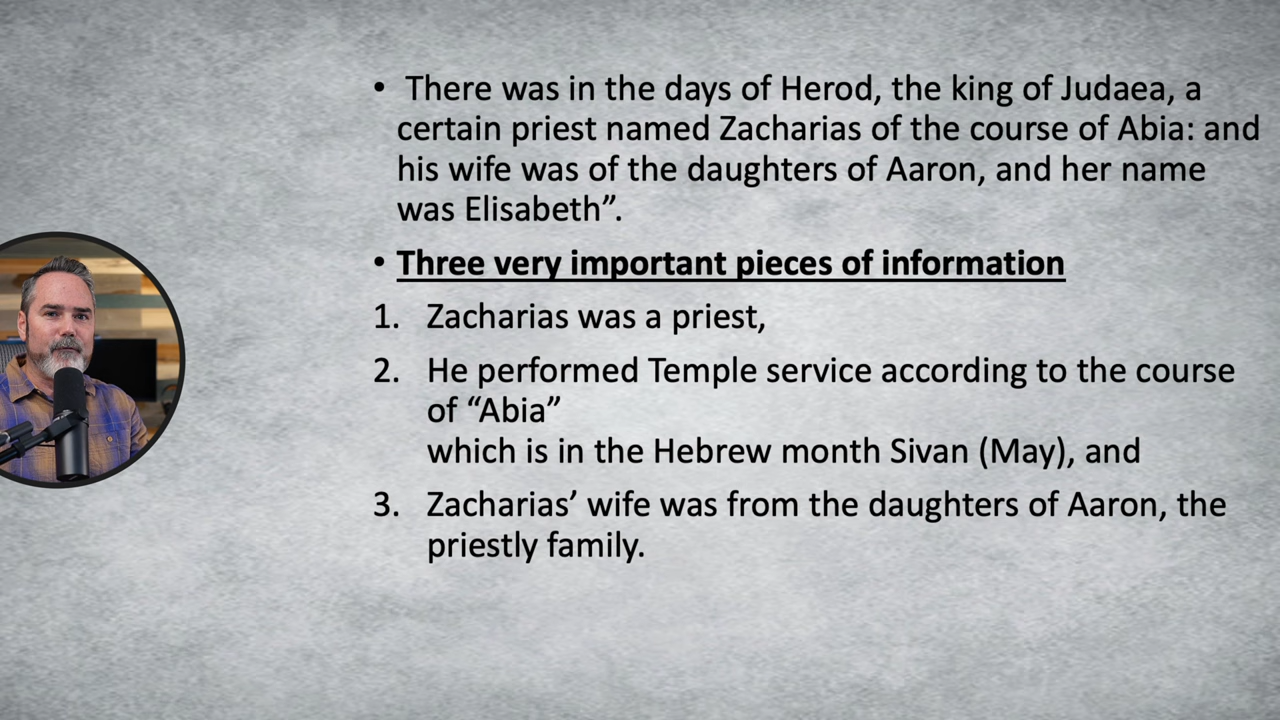 • There was in the days of Herod, the king of Judaea, a
certain priest named Zacharias of the course of Abia: and
his wife was of the daughters of Aaron, and her name
was Elisabeth”.
• Three very important pieces of information
1. Zacharias was a priest,
2. He performed Temple service according to the course
of “Abia”
which is in the Hebrew month Sivan (May), and
3. Zacharias’ wife was from the daughters of Aaron, the
priestly family.